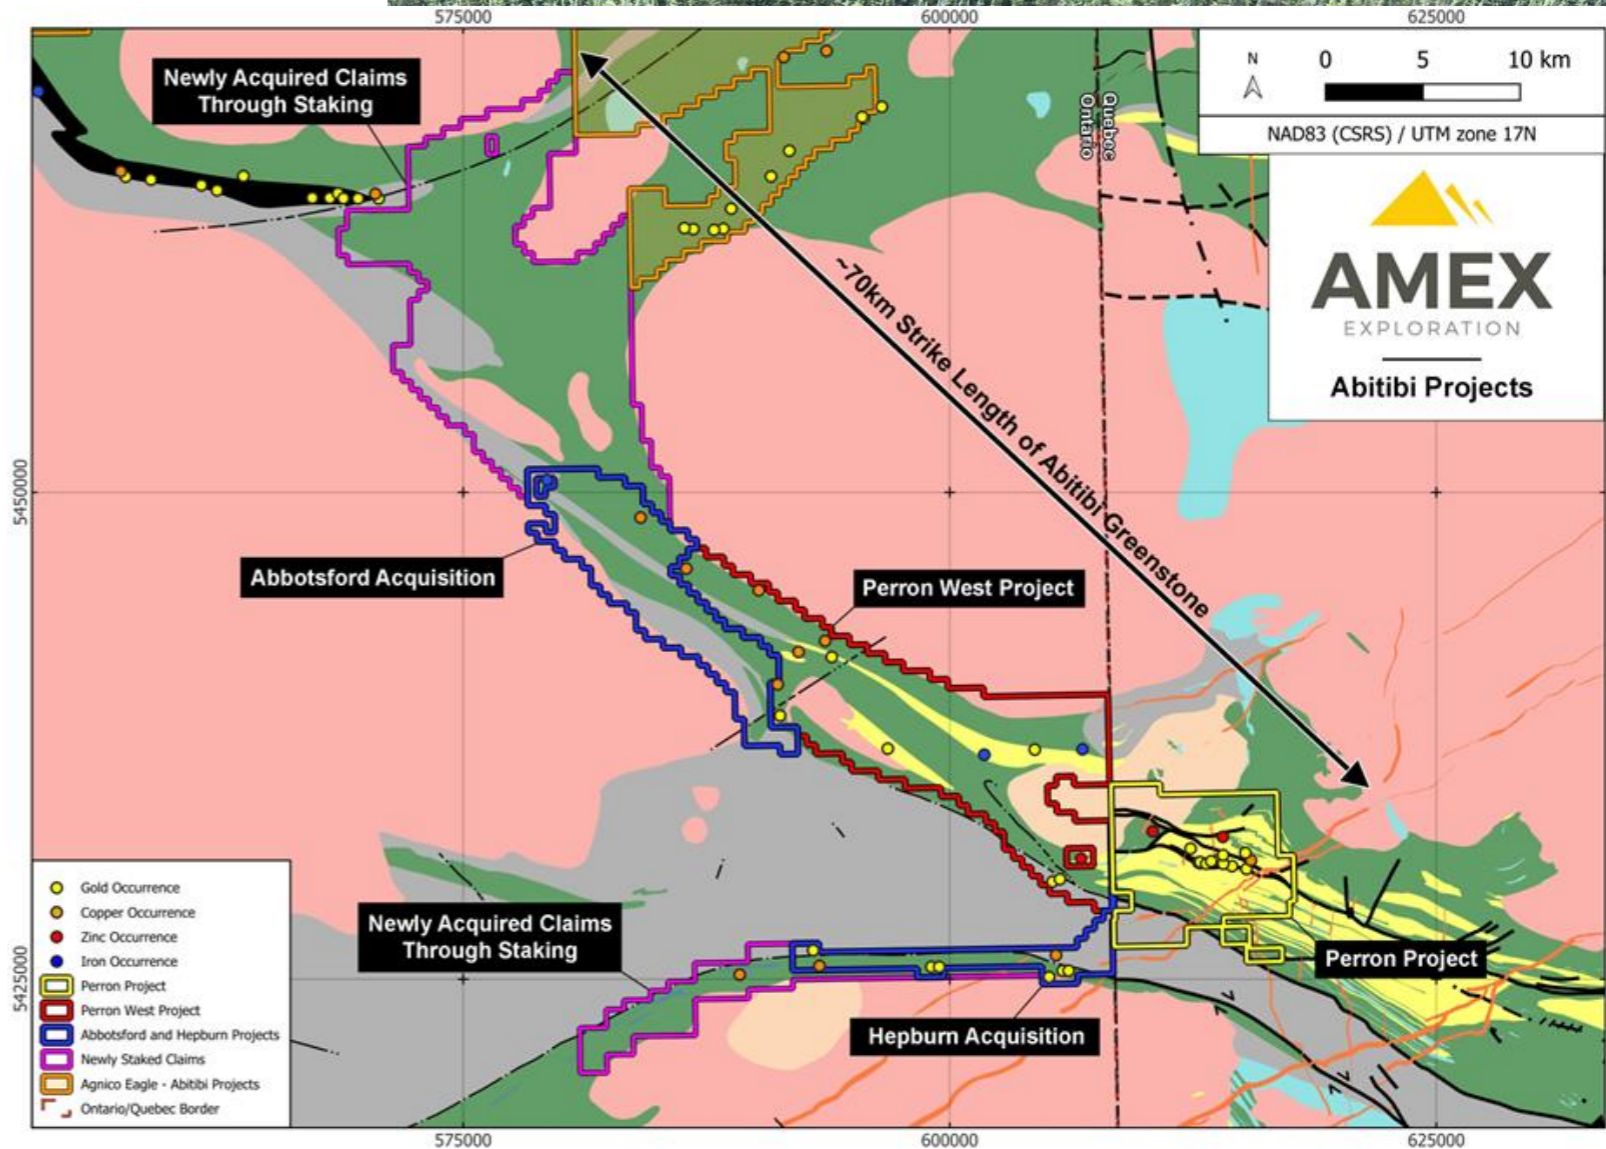 575000
600000
625000
Newly Acquired Claims
Through Staking
N
0
5
10 km
NAD83 (CSRS) / UTM zone 17N
Quebec
Ontario
AMEX
EXPLORATION
Abitibi Projects
~70km Strike Length of Abitibi Greenstone
5450000
Abbotsford Acquisition
Perron West Project
Gold Occurrence
Copper Occurrence
Zinc Occurrence
Iron Occurrence
Perron Project
Perron West Project
Abbotsford and Hepburn Projects
Newly Staked Claims
Agnico Eagle - Abitibi Projects
Ontario/Quebec Border
Newly Acquired Claims
Through Staking
Perron Project
5425000
Hepburn Acquisition
575000
600000
625000